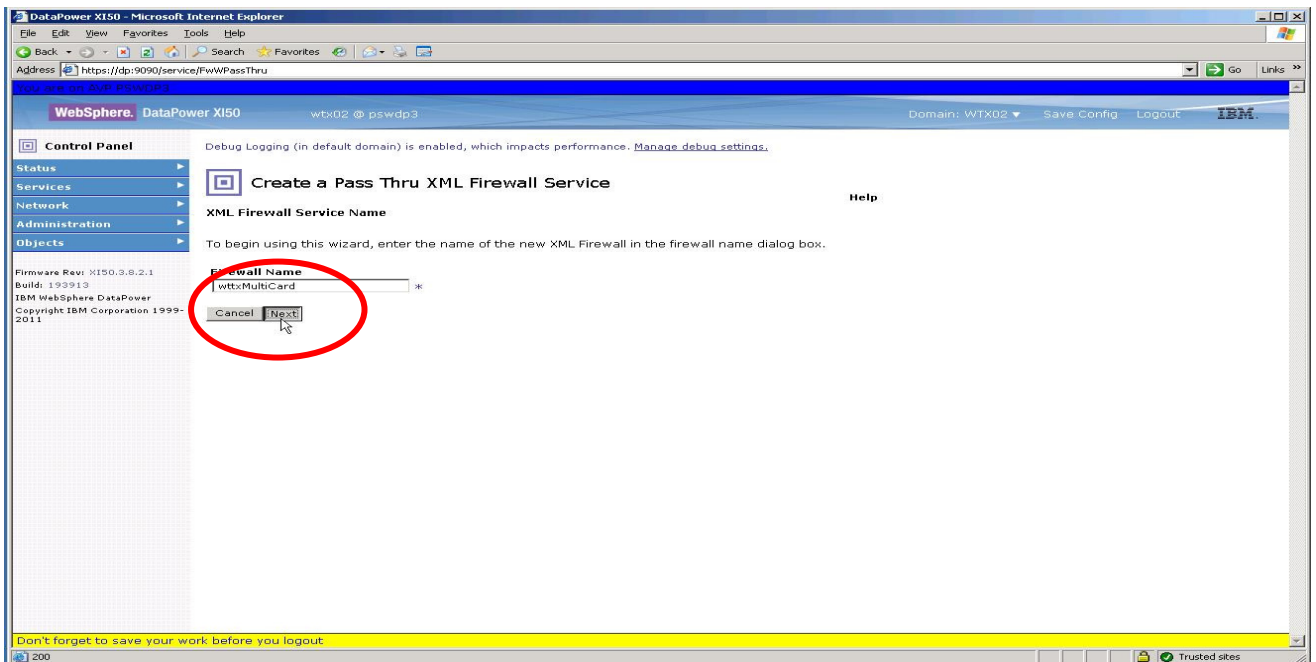 DataPower XI50 - Microsoft Internet Explorer
File Edit View Favorites Tools Help
Back Search Favorites
Address https://dp:9090/service/FwWPassThru Go Links »
You are on AVR PSWDP3
WebSphere. DataPower XI50 wtx02 @ pswdp3 Domain: WTX02 Save Config Logout IBM.
Control Panel
Debug Logging (in default domain) is enabled, which impacts performance. Manage debug settings.
Status
Services
Network
Administration
Objects
Create a Pass Thru XML Firewall Service
Help
XML Firewall Service Name
To begin using this wizard, enter the name of the new XML Firewall in the firewall name dialog box.
Firmware Rev: XI50.3.8.2.1
Build: 193913
IBM WebSphere DataPower
Copyright IBM Corporation 1999-
2011
Firewall Name
wttxMultiCard *
Cancel Next
Don't forget to save your work before you logout
200 Trusted sites